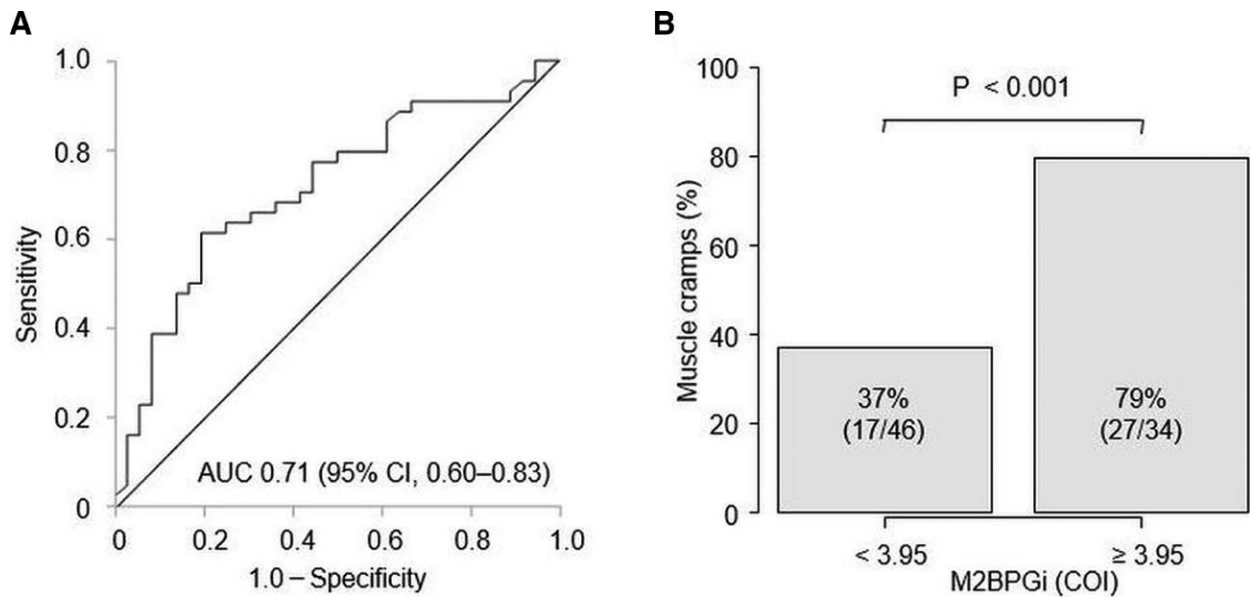 A
1.0
0.8
0.6
0.4
0.2
0
Sensitivity
AUC 0.71 (95% CI, 0.60–0.83)
0 0.2 0.4 0.6 0.8 1.0
1.0 – Specificity
B
100
80
60
40
20
0
Muscle cramps (%)
P < 0.001
37%
(17/46)
79%
(27/34)
< 3.95 ≥ 3.95
M2BPGi (COI)